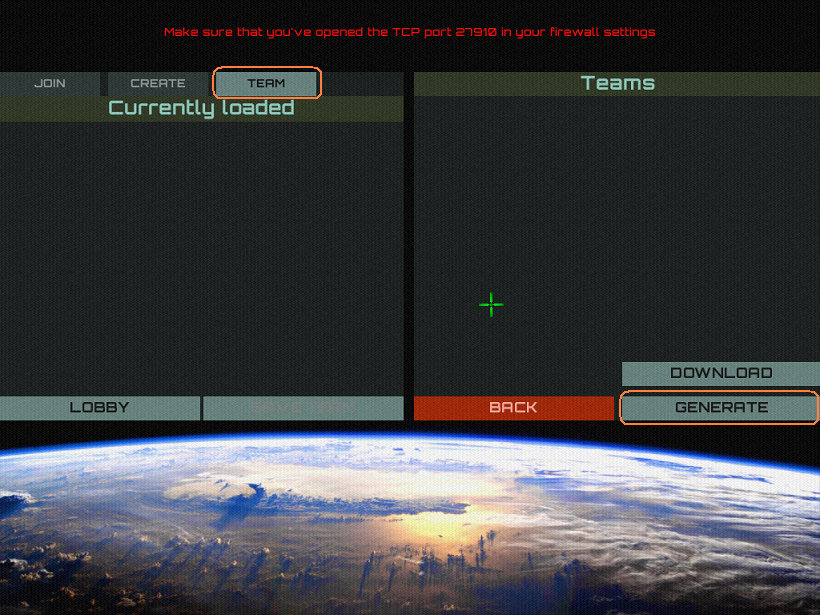 Make sure that you've opened the TCP port 27910 in your firewall settings
JOIN
CREATE
TEAM
Teams
Currently loaded
DOWNLOAD
LOBBY
BACK
GENERATE